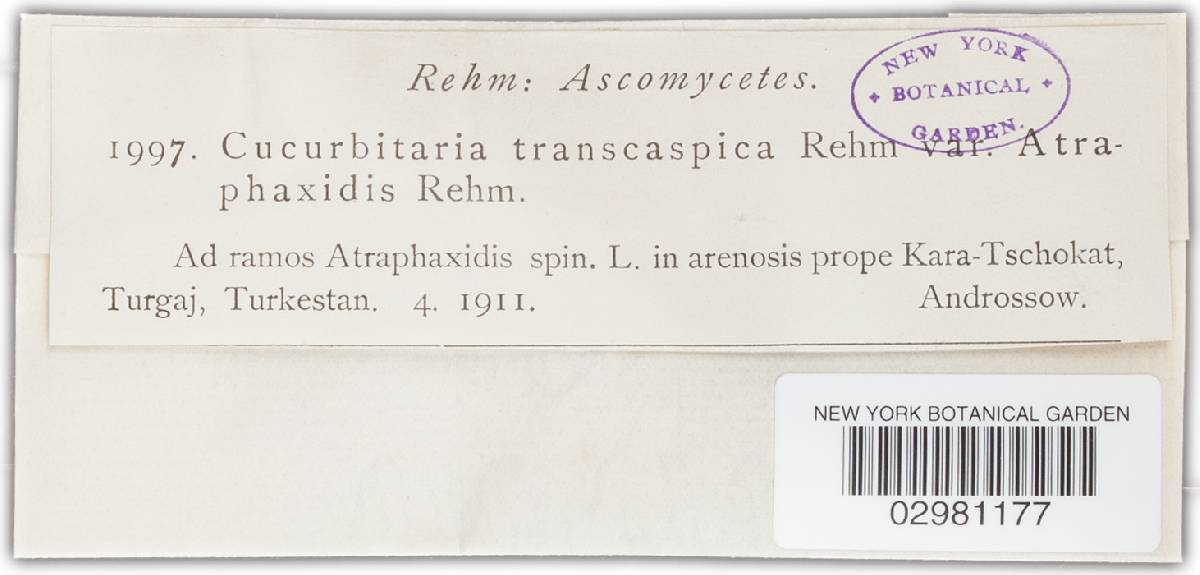 Rehm: Ascomycetes.
NEW YORK
BOTANICAL
GARDEN.
1997. Cucurbitaria transcaspica Rehm var. Atra-
phaxidis Rehm.
Ad ramos Atraphaxidis spin. L. in arenosis prope Kara-Tschokat,
Turgaj, Turkestan. 4. 1911. Androssow.
NEW YORK BOTANICAL GARDEN
02981177